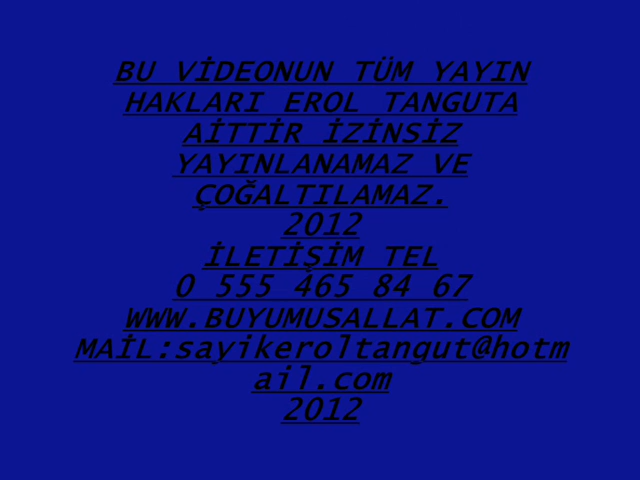 BU VİDEONUN TÜM YAYIN
HAKLARI EROL TANGUTA
AİTTİR İZİNSİZ
YAYINLANAMAZ VE
ÇOĞALTILAMAZ.
2012
İLETİŞİM TEL
0 555 465 84 67
WWW.BUYUMUSALLAT.COM
MAİL:sayikeroltangut@hotm
ail.com
2012